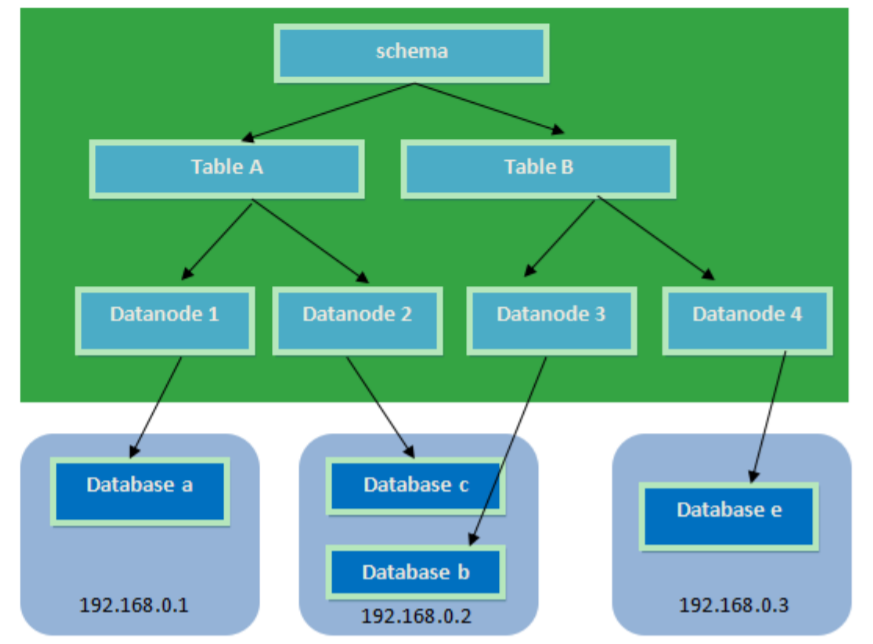 schema
Table A
Table B
Datanode 1
Datanode 2
Datanode 3
Datanode 4
Database a
Database c
Database e
Database b
192.168.0.1
192.168.0.2
192.168.0.3